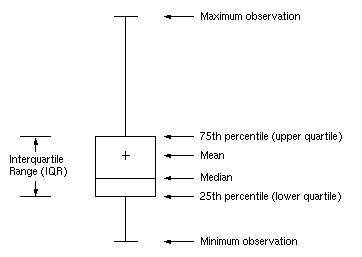 Maximum observation
75th percentile (upper quartile)
Interquartile
Range (IQR)
Mean
Median
25th percentile (lower quartile)
Minimum observation